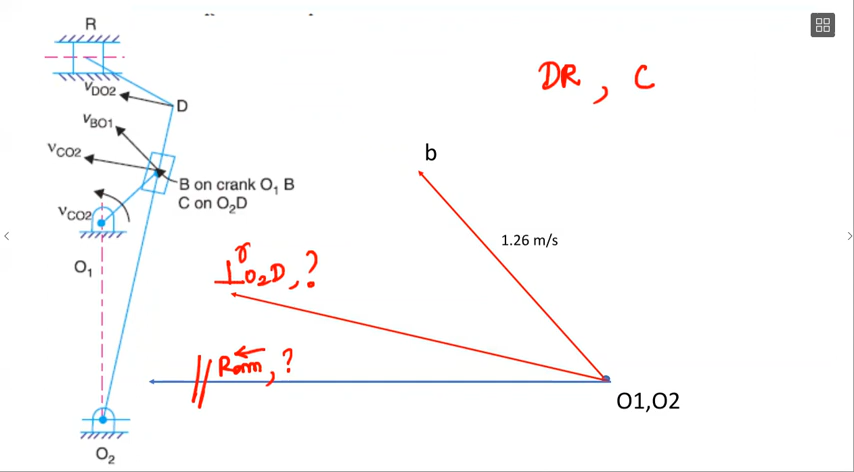 R
DR, C
vDO2
D
vBO1
b
vCO2
B on crank O1 B
C on O2D
vCO2
1.26 m/s
⊥r O2D, ?
O1
|| Ram, ?
O1,O2
O2